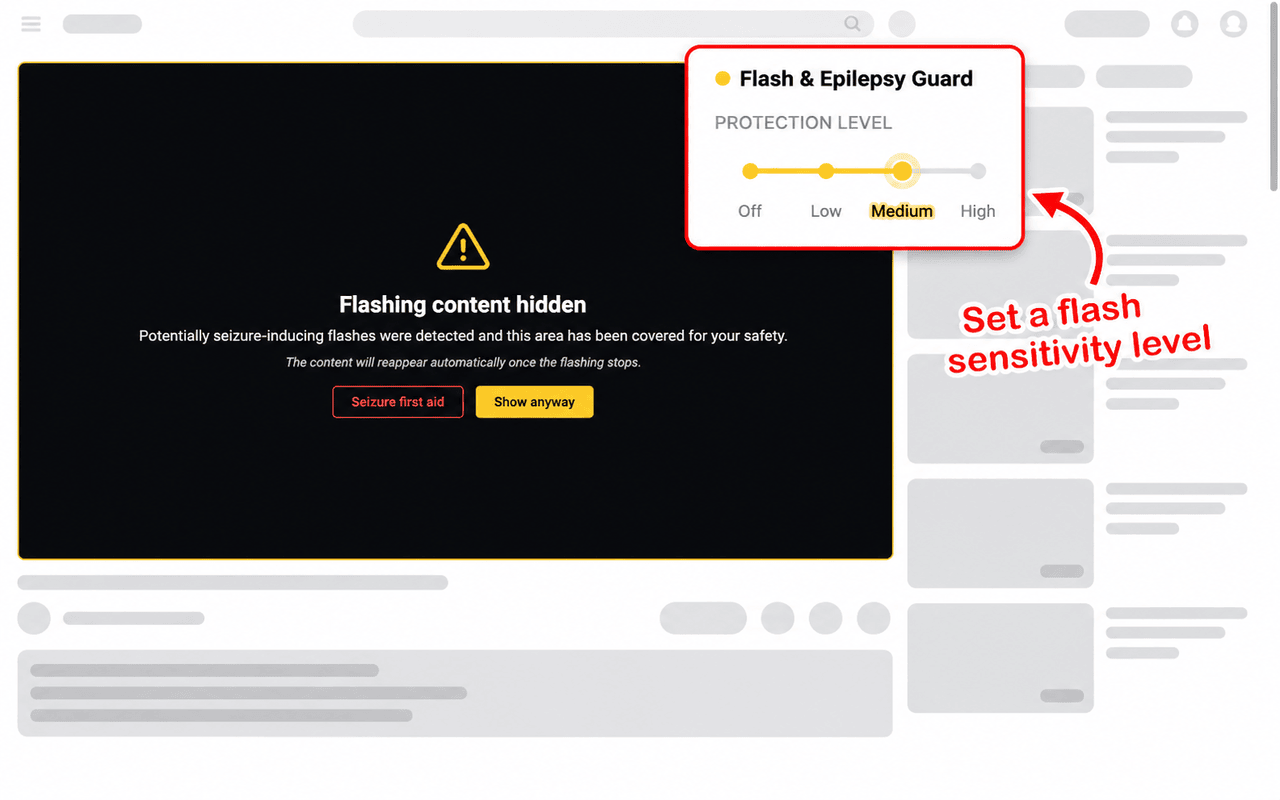 Flash & Epilepsy Guard
PROTECTION LEVEL
Off Low Medium High
Set a flash
sensitivity level
Flashing content hidden
Potentially seizure-inducing flashes were detected and this area has been covered for your safety.
The content will reappear automatically once the flashing stops.
Seizure first aid Show anyway